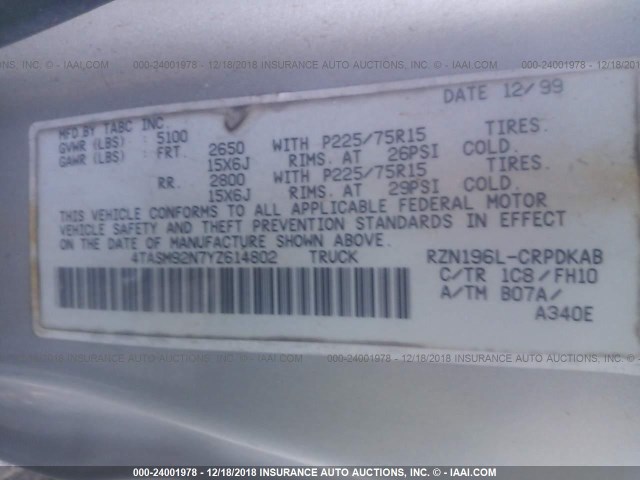 000-24001978 - 12/18/2018 INSURANCE AUTO AUCTIONS, INC. - IAAI.COM
DATE 12/99
MFD.BY TABC INC.
GVWR (LBS) 5100
GAWR (LBS) FRT. 2650 WITH P225/75R15 TIRES.
15X6J RIMS. AT 26PSI COLD.
RR. 2800 WITH P225/75R15 TIRES.
15X6J RIMS. AT 29PSI COLD.
THIS VEHICLE CONFORMS TO ALL APPLICABLE FEDERAL MOTOR
VEHICLE SAFETY AND THEFT PREVENTION STANDARDS IN EFFECT
ON THE DATE OF MANUFACTURE SHOWN ABOVE.
4TASM92N7YZ614802 TRUCK RZN196L-CRPDKAB
C/TR 1C8/FH10
A/TM B07A/
A340E
000-24001978 - 12/18/2018 INSURANCE AUTO AUCTIONS, INC. - IAAI.COM
000-24001978 - 12/18/2018 INSURANCE AUTO AUCTIONS, INC. - IAAI.COM